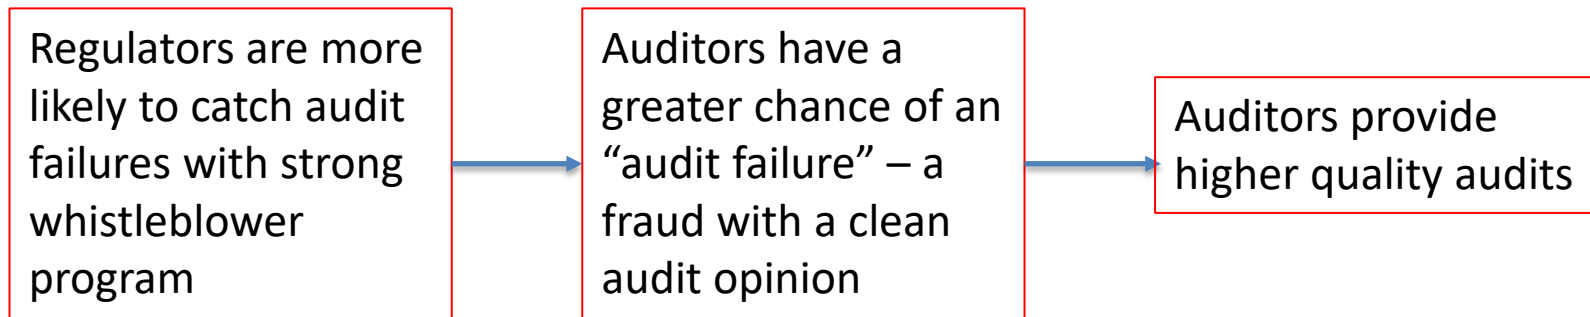 Regulators are more
likely to catch audit
failures with strong
whistleblower
program
Auditors have a
greater chance of an
“audit failure” – a
fraud with a clean
audit opinion
Auditors provide
higher quality audits